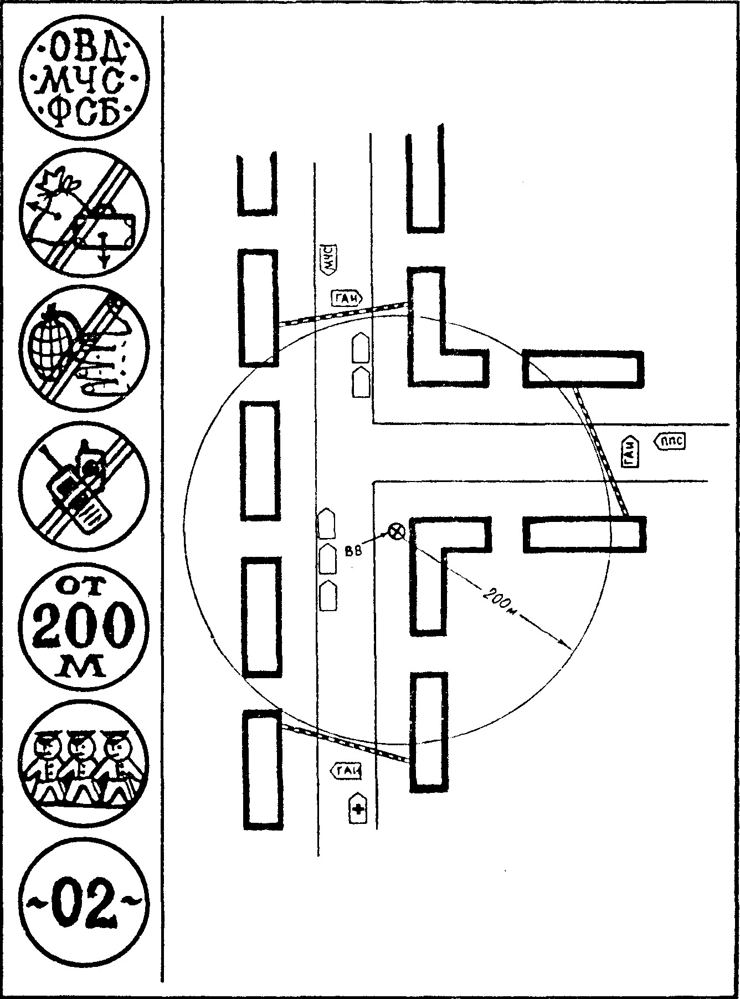 ·ОВД·
·МЧС·
·ФСБ·
ОТ
200
М
~02~
МЧС
ГАИ
ГАИ
ППС
ВВ
200м
ГАИ